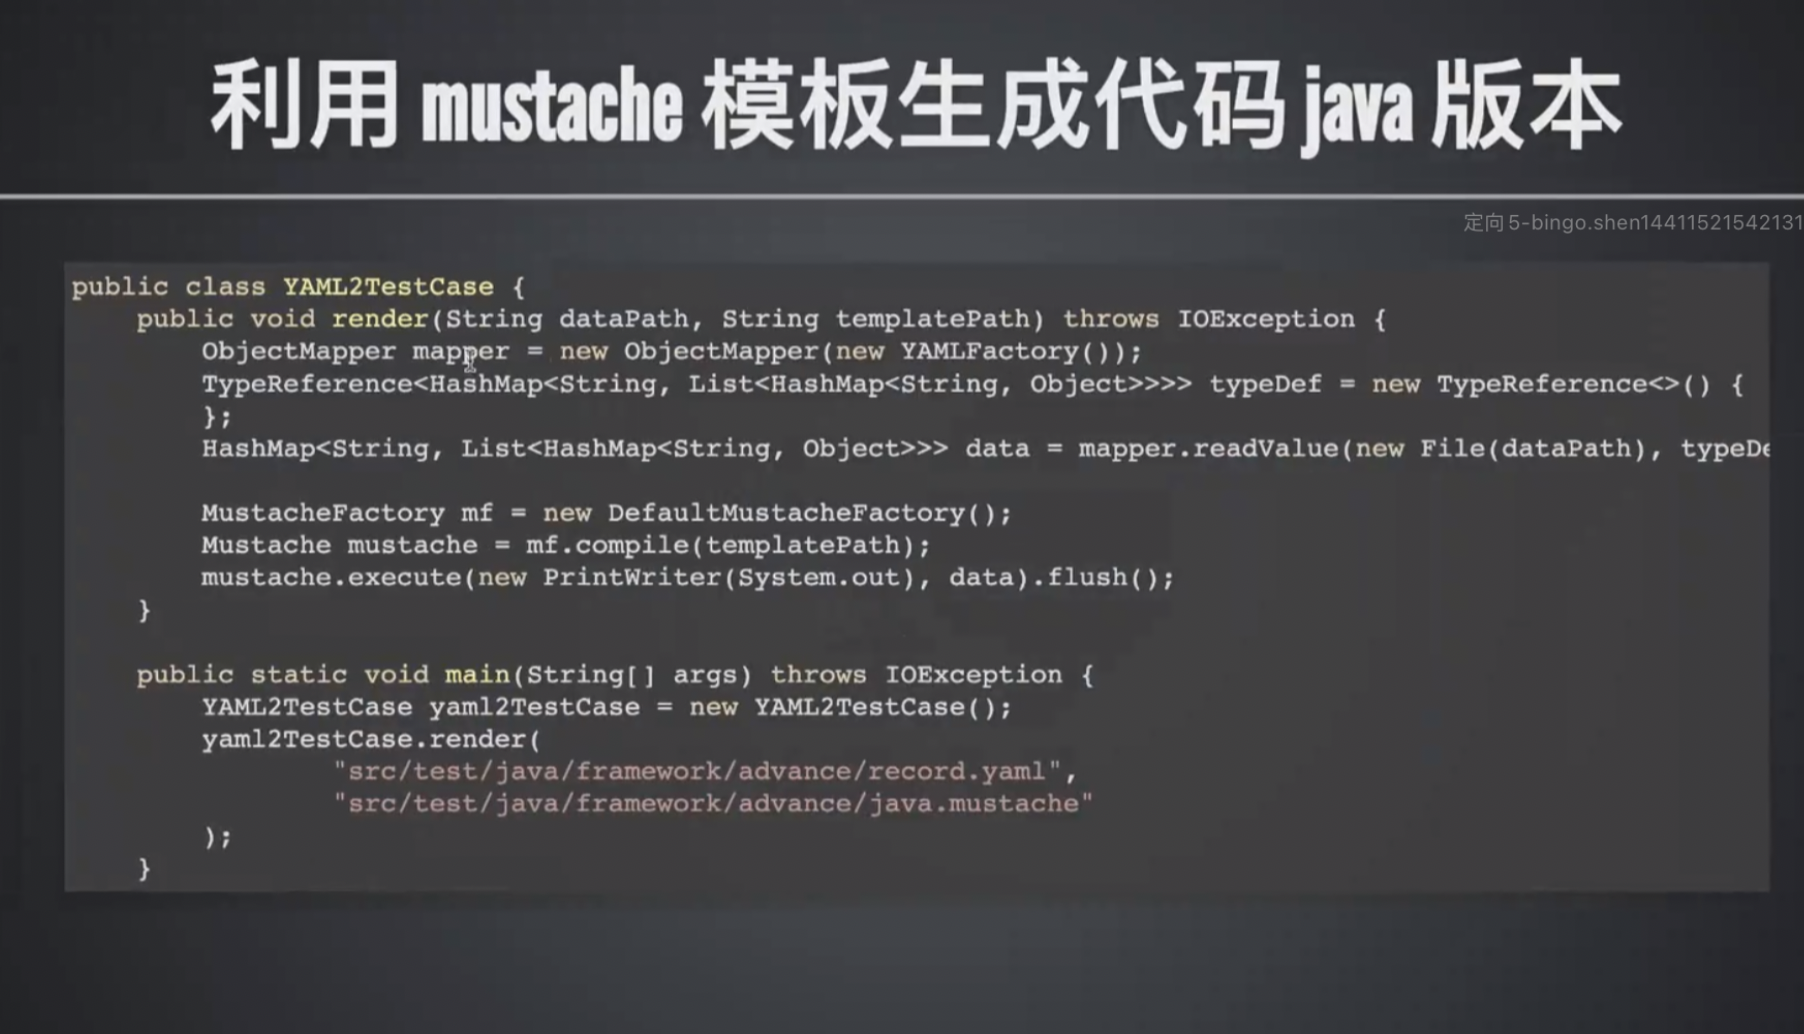 利用 mustache 模板生成代码 java 版本
定向5-bingo.shen14411521542131
public class YAML2TestCase {
    public void render(String dataPath, String templatePath) throws IOException {
        ObjectMapper mapper = new ObjectMapper(new YAMLFactory());
        TypeReference<HashMap<String, List<HashMap<String, Object>>>> typeDef = new TypeReference<>() {
        };
        HashMap<String, List<HashMap<String, Object>>> data = mapper.readValue(new File(dataPath), typeDe
        MustacheFactory mf = new DefaultMustacheFactory();
        Mustache mustache = mf.compile(templatePath);
        mustache.execute(new PrintWriter(System.out), data).flush();
    }
    public static void main(String[] args) throws IOException {
        YAML2TestCase yaml2TestCase = new YAML2TestCase();
        yaml2TestCase.render(
                "src/test/java/framework/advance/record.yaml",
                "src/test/java/framework/advance/java.mustache"
        );
    }